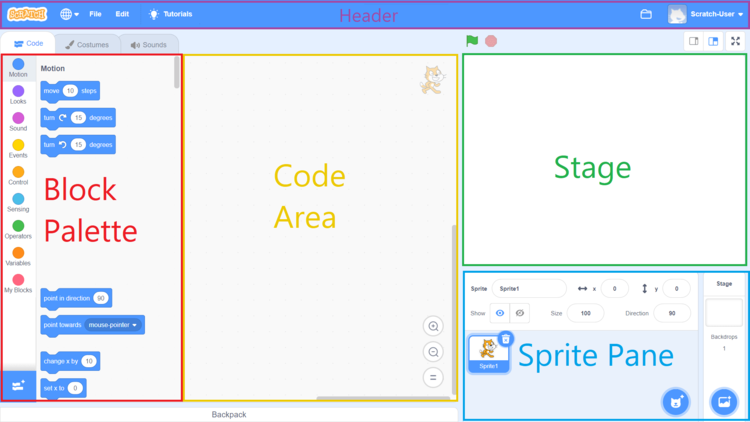 SCRATCH
File Edit Tutorials
Header
Scratch-User
Code Costumes Sounds
Motion
Looks
Sound
Events
Control
Sensing
Operators
Variables
My Blocks
Motion
move 10 steps
turn 15 degrees
turn 15 degrees
Block
Palette
point in direction 90
point towards mouse-pointer
change x by 10
set x to 0
Code
Area
Stage
Sprite Sprite1 x 0 y 0
Show Size 100 Direction 90
Sprite1
Sprite Pane
Stage
Backdrops
1
Backpack